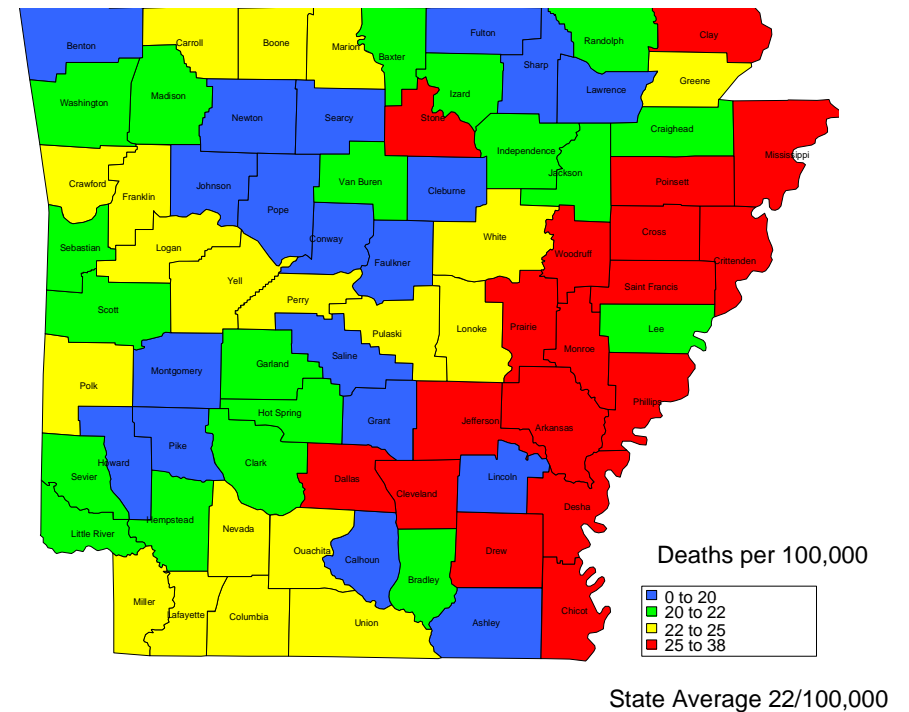 Fulton
Clay
Randolph
Benton
Carroll
Boone
Marion
Baxter
Sharp
Greene
Izard
Lawrence
Washington
Madison
Newton
Searcy
Stone
Craighead
Independence
Mississippi
Jackson
Crawford
Franklin
Johnson
Van Buren
Cleburne
Poinsett
Pope
Conway
White
Cross
Sebastian
Logan
Faulkner
Woodruff
Crittenden
Yell
Saint Francis
Scott
Perry
Pulaski
Lonoke
Prairie
Lee
Monroe
Saline
Garland
Montgomery
Polk
Phillips
Hot Spring
Grant
Jefferson
Arkansas
Pike
Howard
Clark
Sevier
Dallas
Cleveland
Lincoln
Desha
Hempstead
Nevada
Little River
Ouachita
Calhoun
Drew
Bradley
Miller
Lafayette
Columbia
Union
Ashley
Chicot
Deaths per 100,000
0 to 20
20 to 22
22 to 25
25 to 38
State Average 22/100,000